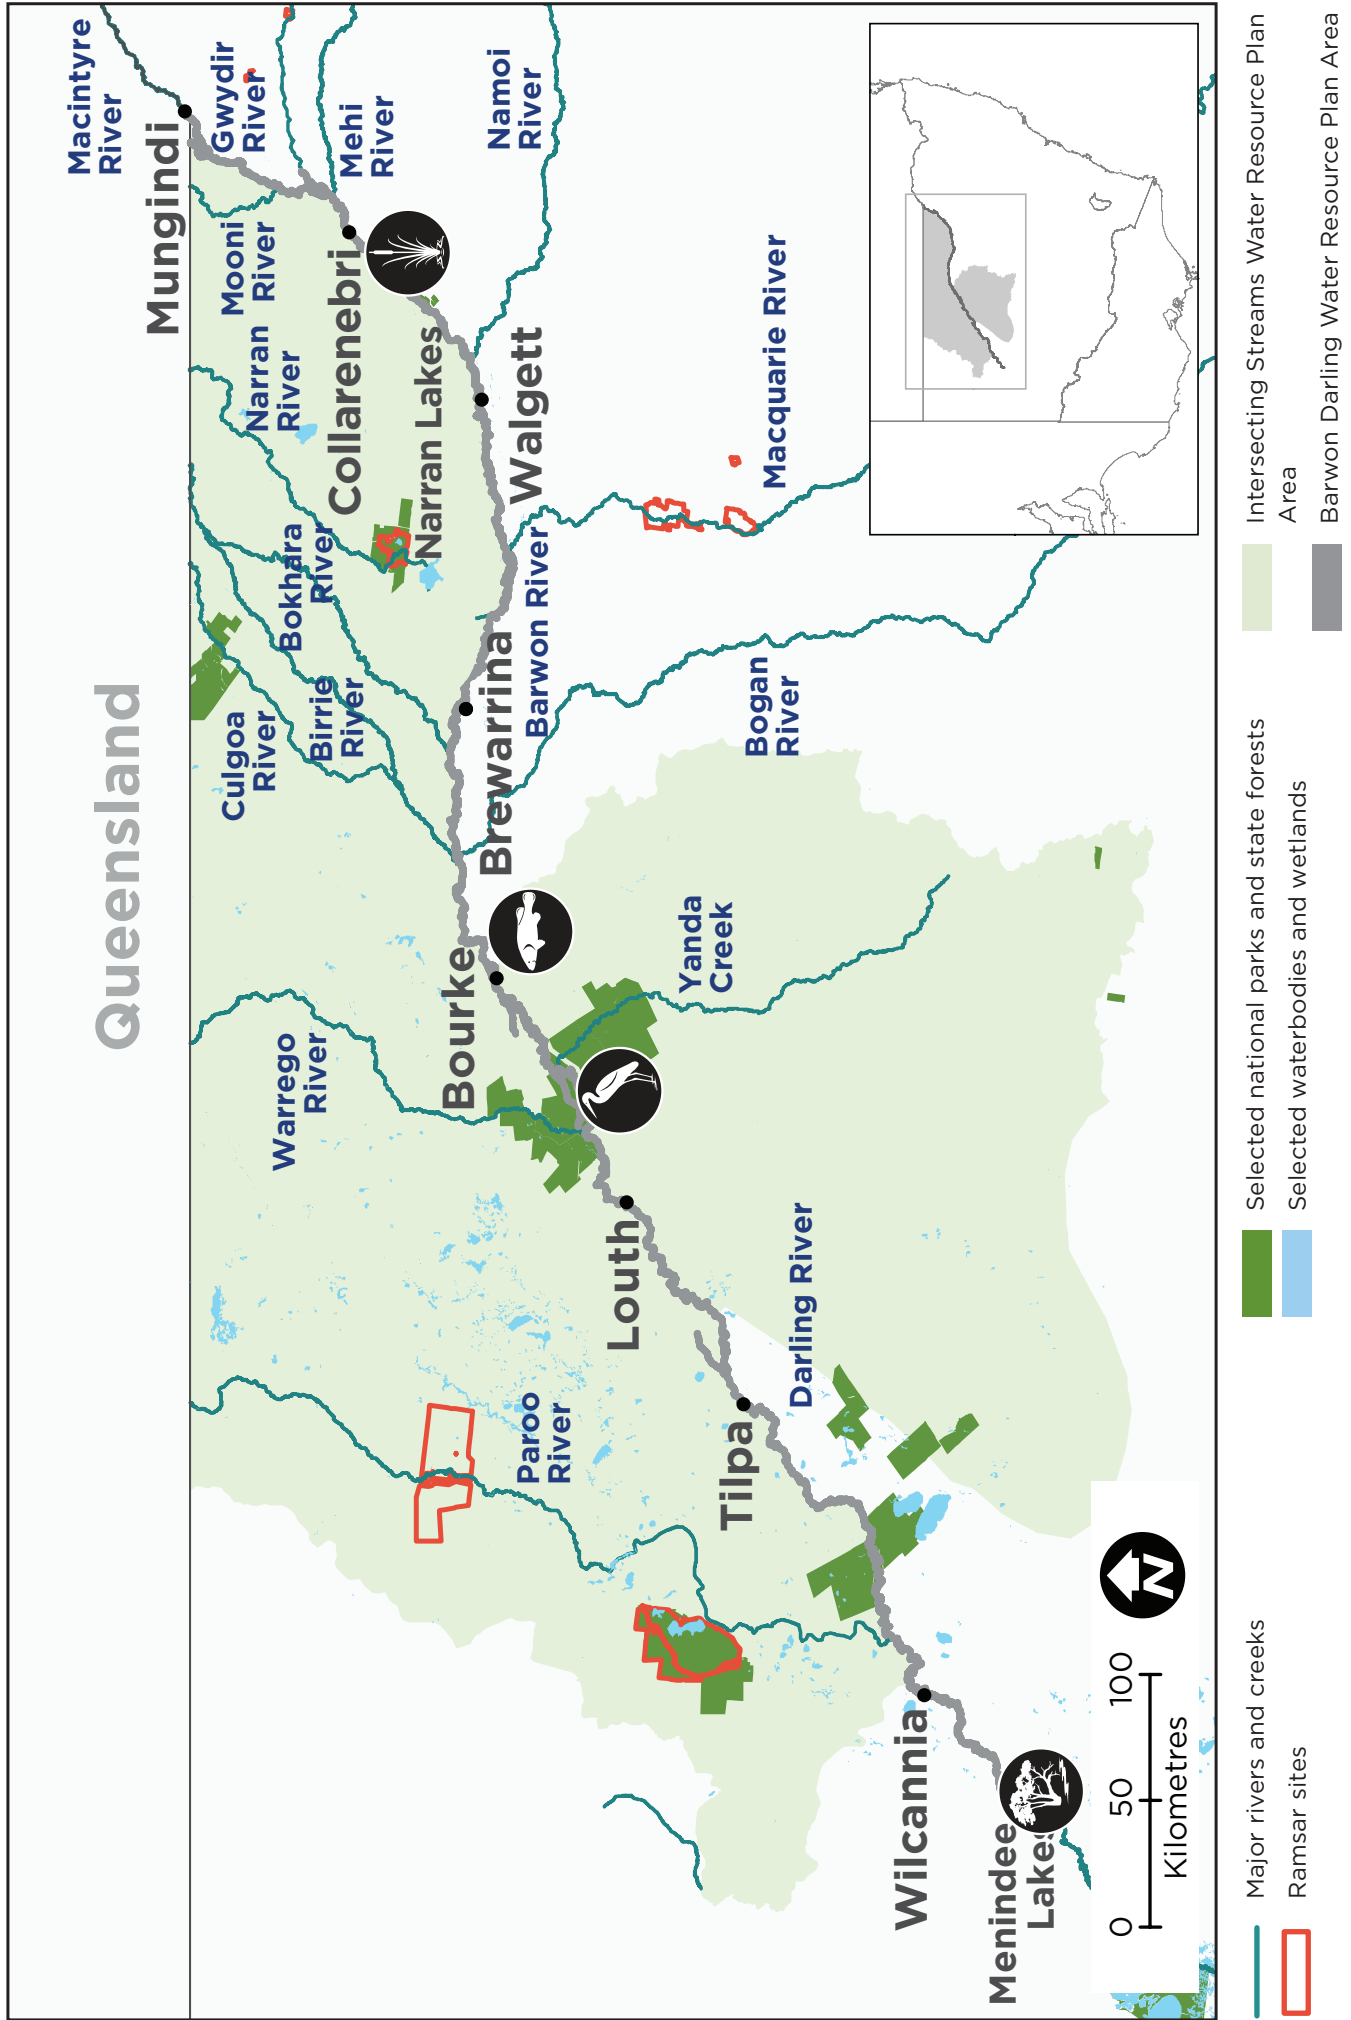 Queensland
Macintyre
River
Mungindi
Gwydir
River
Mooni
River
Mehi
River
Narran
River
Collarenebri
Culgoa
River
Birrie
River
Bokhara
River
Narran Lakes
Namoi
River
Warrego
River
Bourke
Brewarrina
Barwon River
Walgett
Paroo
River
Louth
Yanda
Creek
Bogan
River
Macquarie River
Tilpa
Darling River
Wilcannia
Menindee
Lakes
N
0 50 100
Kilometres
Major rivers and creeks
Ramsar sites
Selected national parks and state forests
Selected waterbodies and wetlands
Intersecting Streams Water Resource Plan
Area
Barwon Darling Water Resource Plan Area